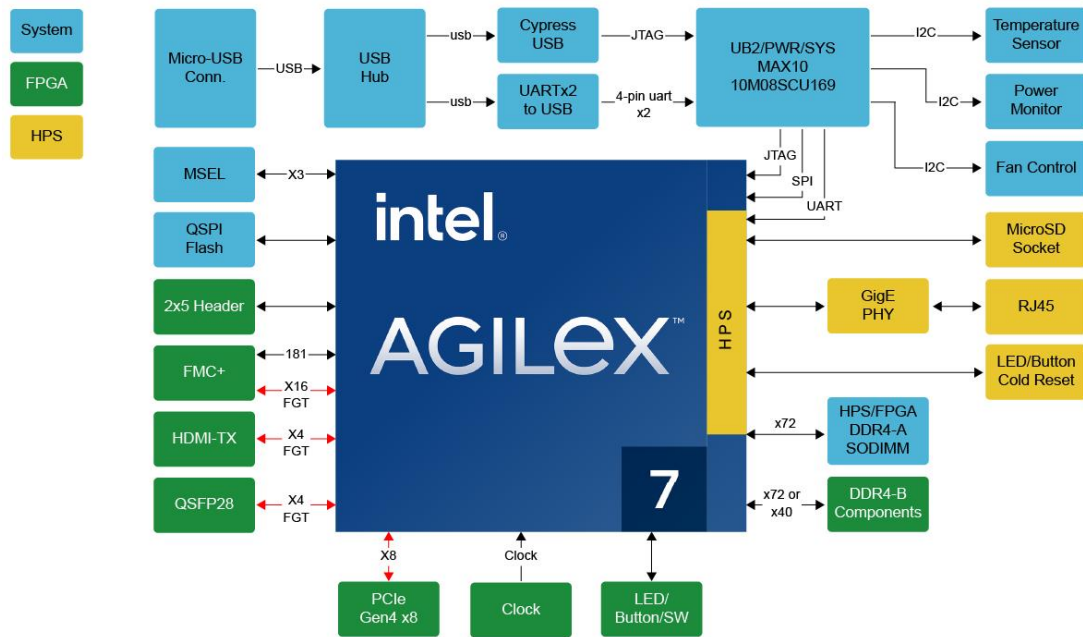 System
FPGA
HPS
Micro-USB
Conn.
USB
USB
Hub
usb
usb
Cypress
USB
UARTx2
to USB
JTAG
4-pin uart
x2
UB2/PWR/SYS
MAX10
10M08SCU169
I2C
I2C
I2C
Temperature
Sensor
Power
Monitor
Fan Control
JTAG
SPI
UART
MSEL
X3
QSPI
Flash
2x5 Header
FMC+
181
X16
FGT
HDMI-TX
X4
FGT
QSFP28
X4
FGT
intel®
AGILEX™
7
HPS
MicroSD
Socket
GigE
PHY
RJ45
LED/Button
Cold Reset
x72
HPS/FPGA
DDR4-A
SODIMM
x72 or
x40
DDR4-B
Components
X8
Clock
PCIe
Gen4 x8
Clock
LED/
Button/SW